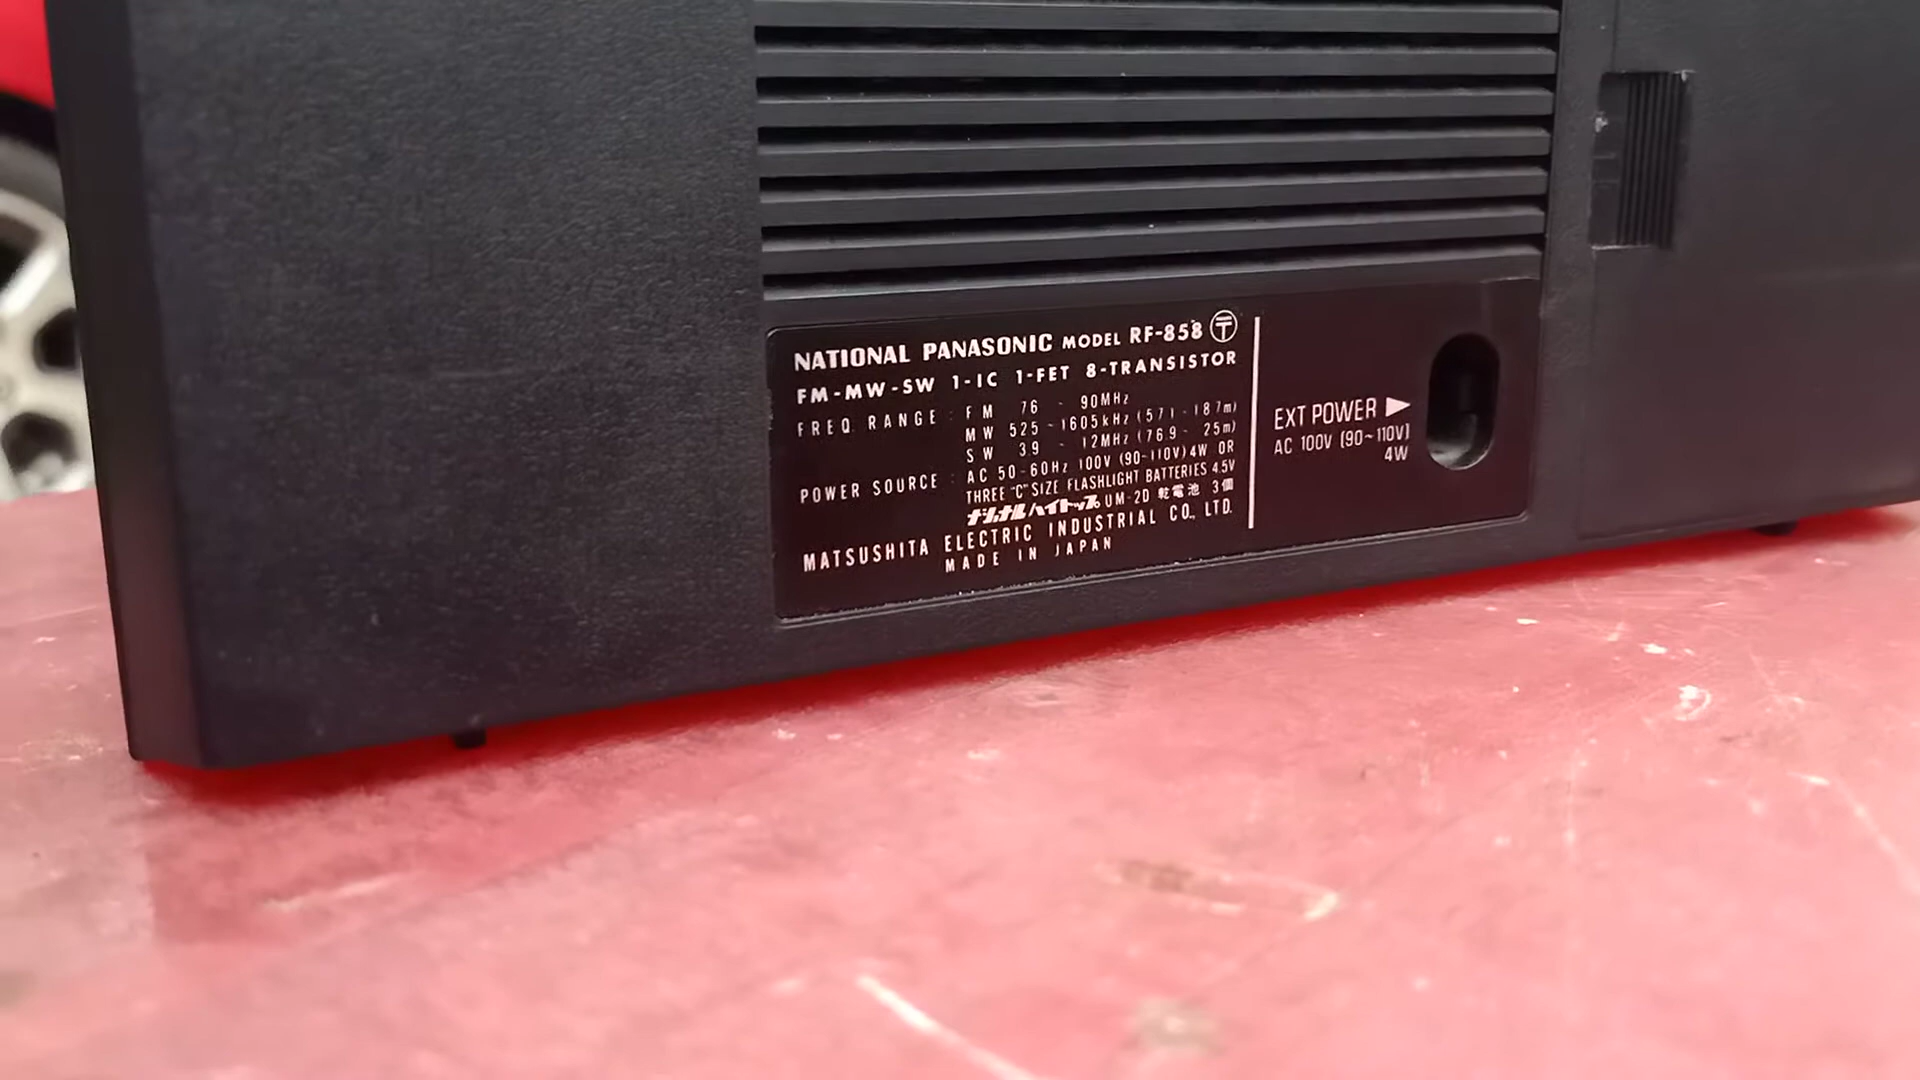 NATIONAL PANASONIC MODEL RF-858 〒
FM-MW-SW 1-IC 1-FET 8-TRANSISTOR
FREQ. RANGE : FM 76 ~ 90MHz
MW 525 ~ 1605kHz (571 - 187m)
SW 3.9 ~ 12MHz (76.9 - 25m)
POWER SOURCE : AC 50-60Hz 100V (90~110V) 4W OR
THREE "C" SIZE FLASHLIGHT BATTERIES 4.5V
ナショナルハイトップ UM-2D 乾電池 3個
MATSUSHITA ELECTRIC INDUSTRIAL CO., LTD.
MADE IN JAPAN
EXT POWER ▶
AC 100V (90~110V)
4W